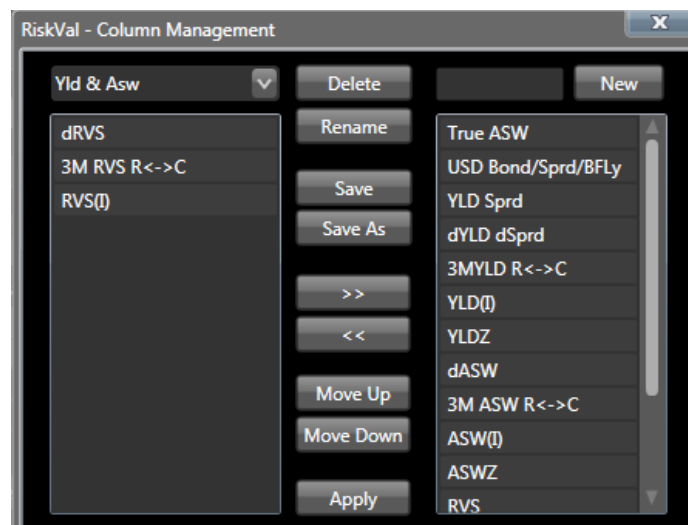 RiskVal - Column Management
x
Yld & Asw
Delete
New
Rename
dRVS
3M RVS R<->C
RVS(I)
Save
Save As
>>
<<
Move Up
Move Down
Apply
True ASW
USD Bond/Sprd/BFLy
YLD Sprd
dYLD dSprd
3MYLD R<->C
YLD(I)
YLDZ
dASW
3M ASW R<->C
ASW(I)
ASWZ
RVS